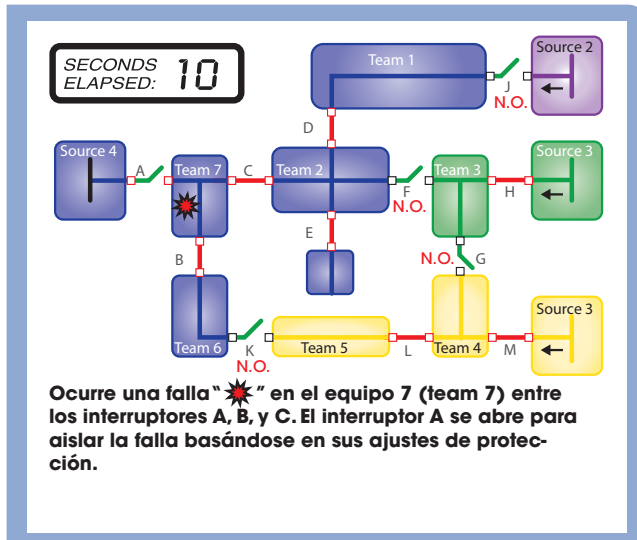 SECONDS
ELAPSED: 10
Team 1
Source 2
J
N.O.
D
Source 4
A
Team 7
C
Team 2
F
N.O.
Team 3
H
Source 3
B
E
N.O.
G
Team 6
K
N.O.
Team 5
L
Team 4
M
Source 3
Ocurre una falla “ ” en el equipo 7 (team 7) entre
los interruptores A, B, y C. El interruptor A se abre para
aislar la falla basándose en sus ajustes de protec-
ción.